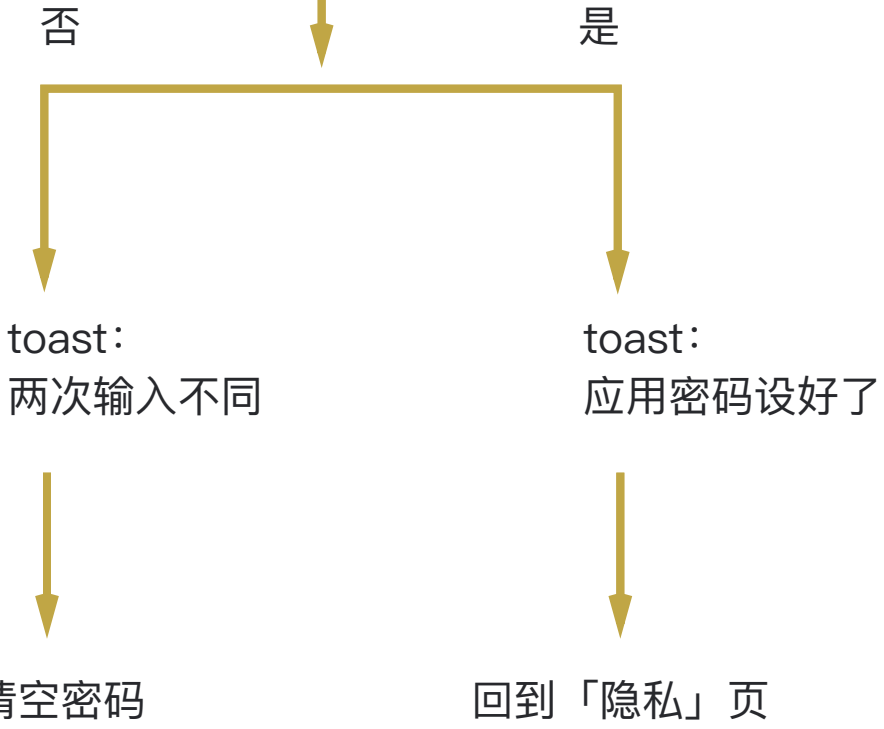 否
是
toast：
两次输入不同
toast：
应用密码设好了
清空密码
回到「隐私」页